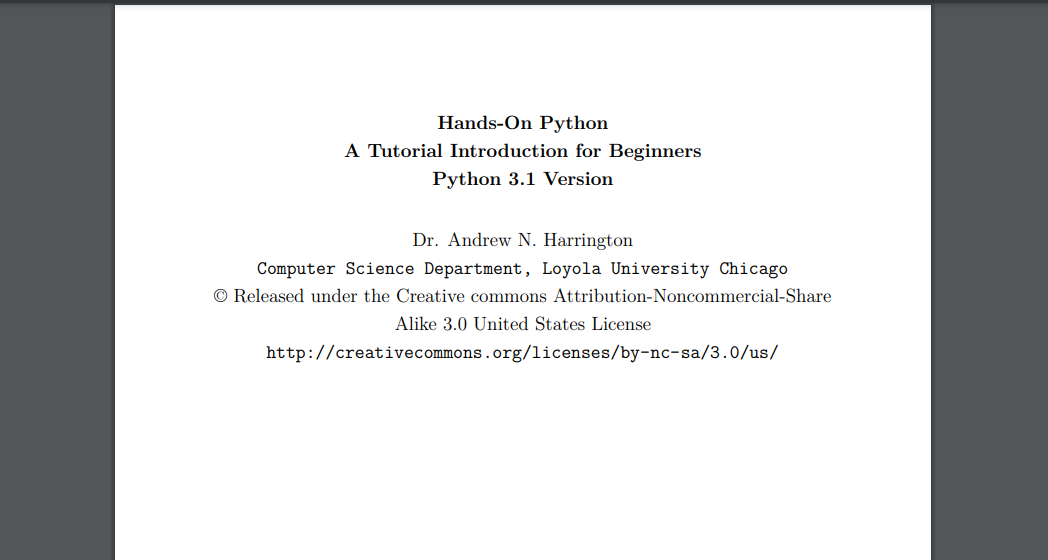 Hands-On Python
A Tutorial Introduction for Beginners
Python 3.1 Version
Dr. Andrew N. Harrington
Computer Science Department, Loyola University Chicago
© Released under the Creative commons Attribution-Noncommercial-Share
Alike 3.0 United States License
http://creativecommons.org/licenses/by-nc-sa/3.0/us/